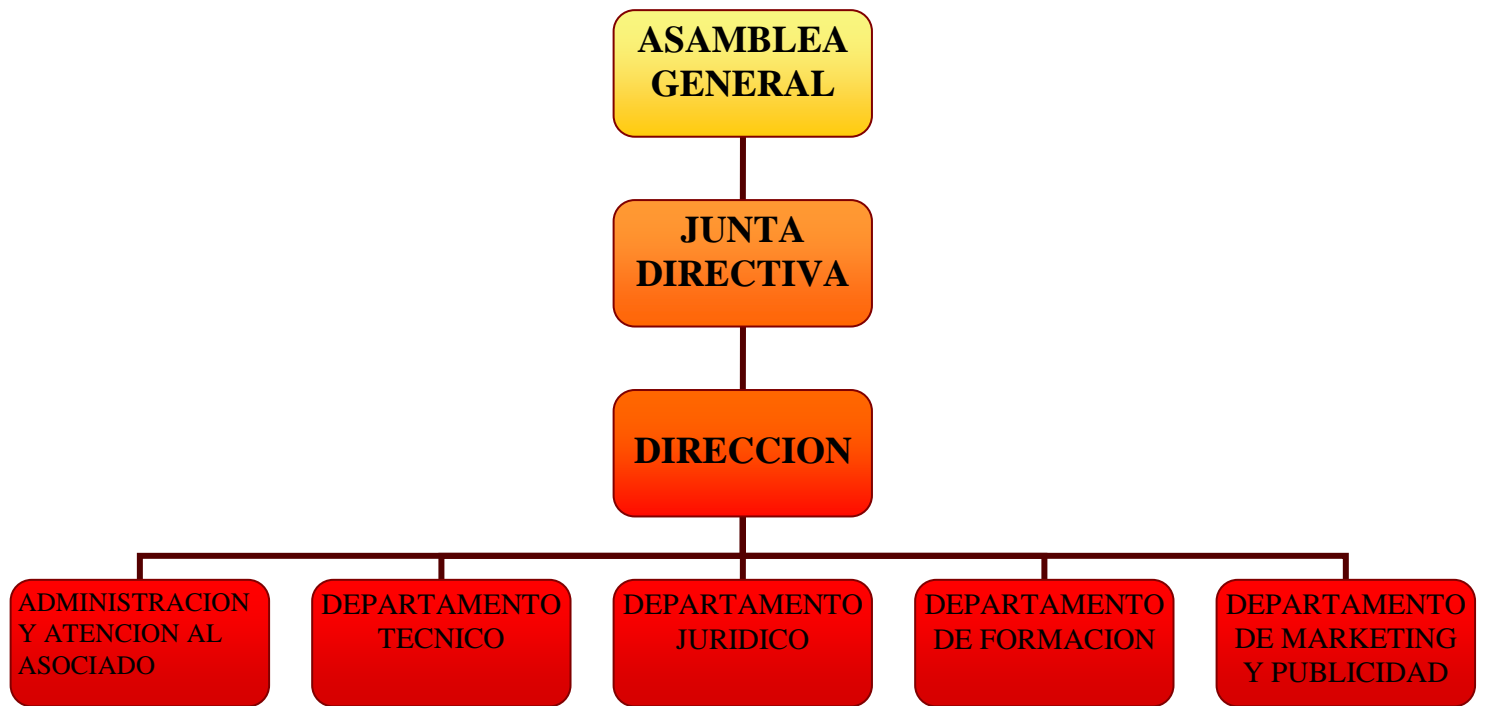 ASAMBLEA
GENERAL
JUNTA
DIRECTIVA
DIRECCION
ADMINISTRACION
Y ATENCION AL
ASOCIADO
DEPARTAMENTO
TECNICO
DEPARTAMENTO
JURIDICO
DEPARTAMENTO
DE FORMACION
DEPARTAMENTO
DE MARKETING
Y PUBLICIDAD